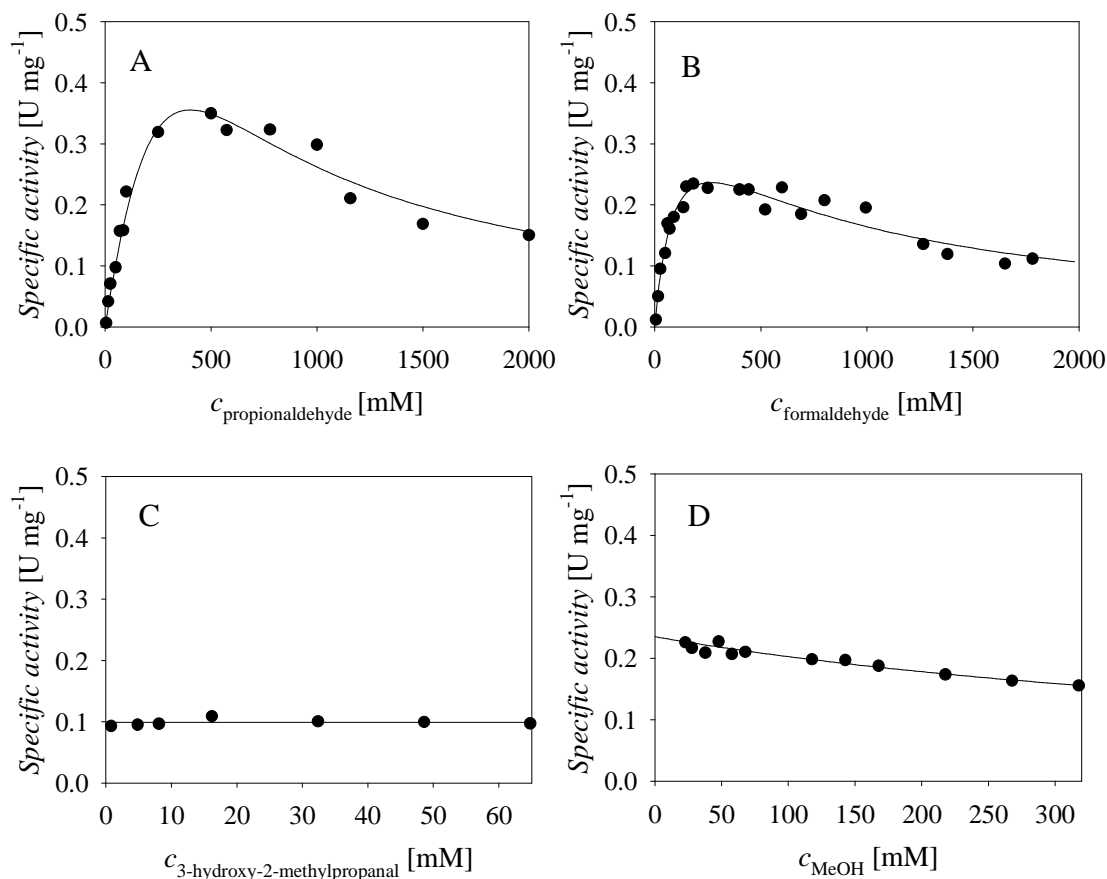 A
Specific activity [U mg⁻¹]
0.5
0.4
0.3
0.2
0.1
0.0
0 500 1000 1500 2000
c propionaldehyde [mM]
B
Specific activity [U mg⁻¹]
0.5
0.4
0.3
0.2
0.1
0.0
0 500 1000 1500 2000
c formaldehyde [mM]
C
Specific activity [U mg⁻¹]
0.5
0.4
0.3
0.2
0.1
0.0
0 10 20 30 40 50 60
c 3-hydroxy-2-methylpropanal [mM]
D
Specific activity [U mg⁻¹]
0.5
0.4
0.3
0.2
0.1
0.0
0 50 100 150 200 250 300
c MeOH [mM]